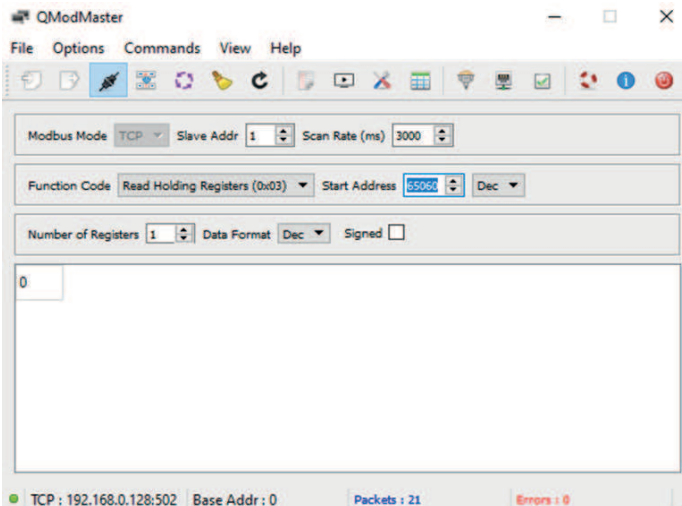 QModMaster
File Options Commands View Help
Modbus Mode TCP Slave Addr 1 Scan Rate (ms) 3000
Function Code Read Holding Registers (0x03) Start Address 65060 Dec
Number of Registers 1 Data Format Dec Signed
0
TCP : 192.168.0.128:502 Base Addr : 0 Packets : 21 Errors : 0